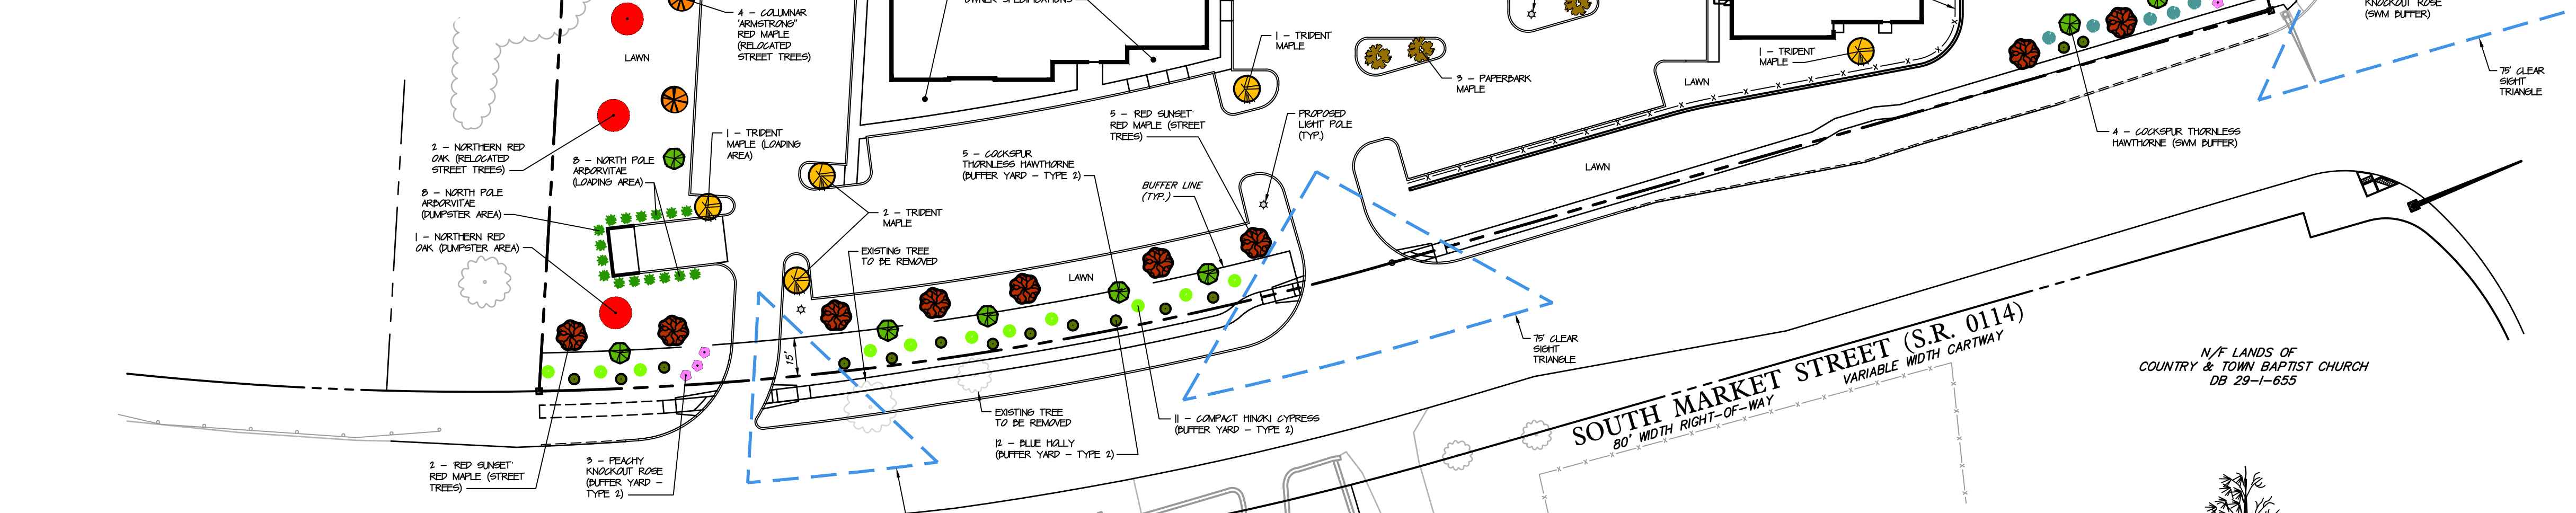 4 - COLUMNAR
'ARMSTRONG'
RED MAPLE
(RELOCATED
STREET TREES)
LAWN
OWNER SPECIFICATIONS
1 - TRIDENT
MAPLE
3 - PAPERBARK
MAPLE
1 - TRIDENT
MAPLE
LAWN
KNOCKOUT ROSE
(SWM BUFFER)
75' CLEAR
SIGHT
TRIANGLE
2 - NORTHERN RED
OAK (RELOCATED
STREET TREES)
8 - NORTH POLE
ARBORVITAE
(LOADING AREA)
1 - TRIDENT
MAPLE (LOADING
AREA)
5 - RED SUNSET
RED MAPLE (STREET
TREES)
PROPOSED
LIGHT POLE
(TYP.)
5 - COCKSPUR
THORNLESS HAWTHORNE
(BUFFER YARD - TYPE 2)
4 - COCKSPUR THORNLESS
HAWTHORNE (SWM BUFFER)
LAWN
8 - NORTH POLE
ARBORVITAE
(DUMPSTER AREA)
BUFFER LINE
(TYP.)
2 - TRIDENT
MAPLE
1 - NORTHERN RED
OAK (DUMPSTER AREA)
EXISTING TREE
TO BE REMOVED
LAWN
15'
75' CLEAR
SIGHT
TRIANGLE
SOUTH MARKET STREET (S.R. 0114)
80' WIDTH RIGHT-OF-WAY
VARIABLE WIDTH CARTWAY
N/F LANDS OF
COUNTRY & TOWN BAPTIST CHURCH
DB 29-1-655
EXISTING TREE
TO BE REMOVED
11 - COMPACT HINOKI CYPRESS
(BUFFER YARD - TYPE 2)
12 - BLUE HOLLY
(BUFFER YARD - TYPE 2)
2 - RED SUNSET
RED MAPLE (STREET
TREES)
3 - PEACHY
KNOCKOUT ROSE
(BUFFER YARD -
TYPE 2)